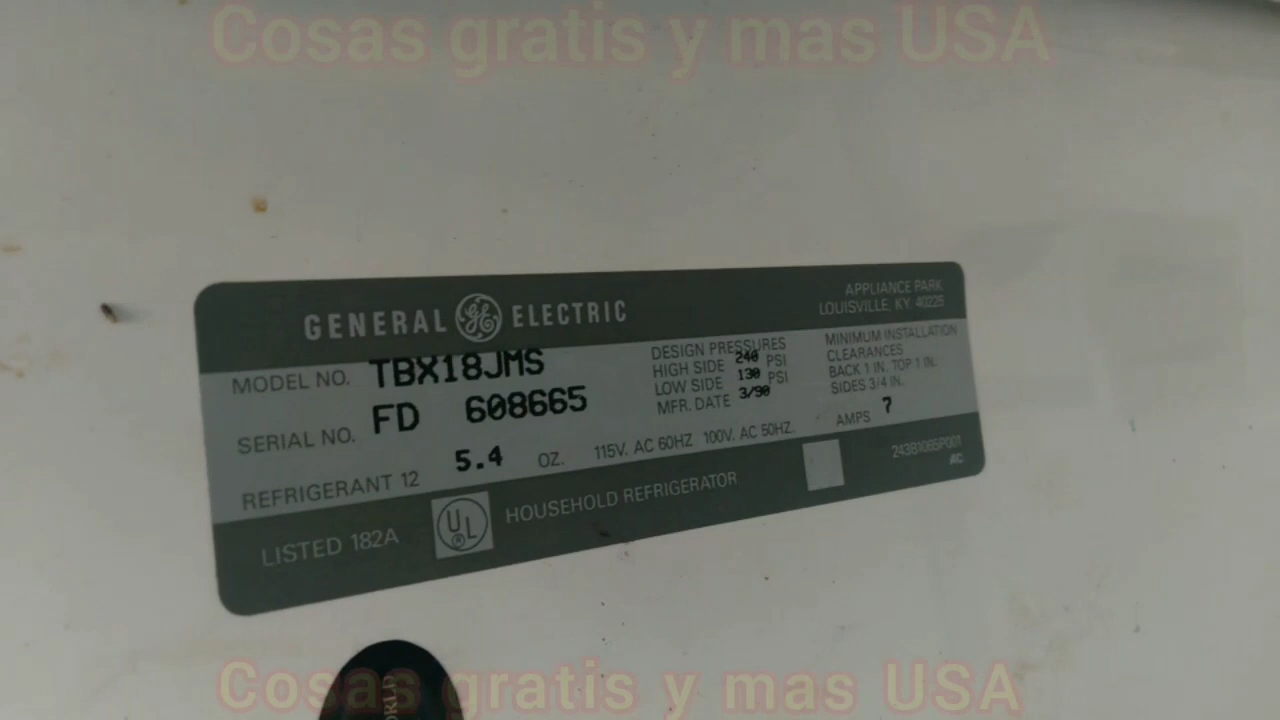 Cosas gratis y mas USA
GENERAL GE ELECTRIC
APPLIANCE PARK
LOUISVILLE, KY 40225
MODEL NO. TBX18JMS
SERIAL NO. FD 608665
REFRIGERANT 12 5.4 OZ. 115V. AC 60HZ 100V. AC 50HZ. AMPS 7
DESIGN PRESSURES
HIGH SIDE 240 PSI
LOW SIDE 130 PSI
MFR. DATE 3/90
MINIMUM INSTALLATION
CLEARANCES
BACK 1 IN. TOP 1 IN.
SIDES 3/4 IN.
LISTED 182A UL ® HOUSEHOLD REFRIGERATOR
243B1065P001
Cosas gratis y mas USA